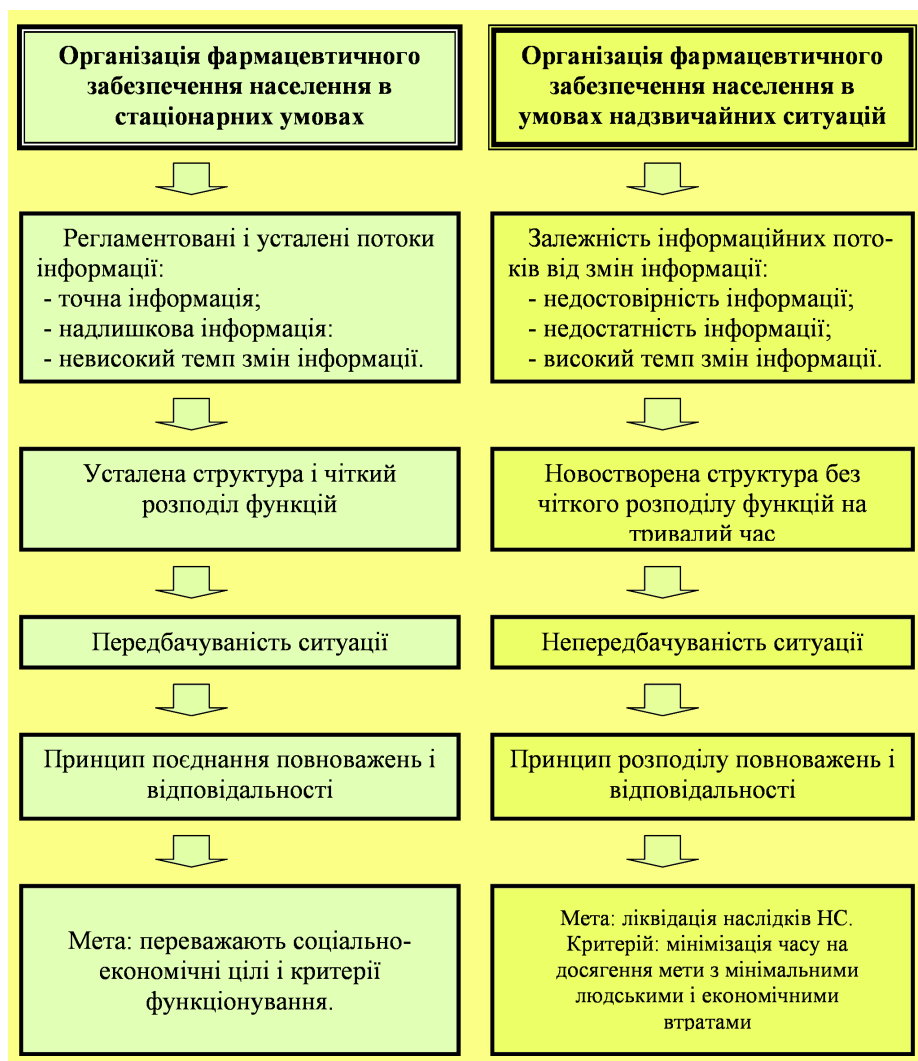 Організація фармацевтичного
забезпечення населення в
стаціонарних умовах
Регламентовані і усталені потоки
інформації:
- точна інформація;
- надлишкова інформація:
- невисокий темп змін інформації.
Усталена структура і чіткий
розподіл функцій
Передбачуваність ситуації
Принцип поєднання повноважень і
відповідальності
Мета: переважають соціально-
економічні цілі і критерії
функціонування.
Організація фармацевтичного
забезпечення населення в
умовах надзвичайних ситуацій
Залежність інформаційних пото-
ків від змін інформації:
- недостовірність інформації;
- недостатність інформації;
- високий темп змін інформації.
Новостворена структура без
чіткого розподілу функцій на
тривалий час
Непередбачуваність ситуації
Принцип розподілу повноважень і
відповідальності
Мета: ліквідація наслідків НС.
Критерій: мінімізація часу на
досягення мети з мінімальними
людськими і економічними
втратами